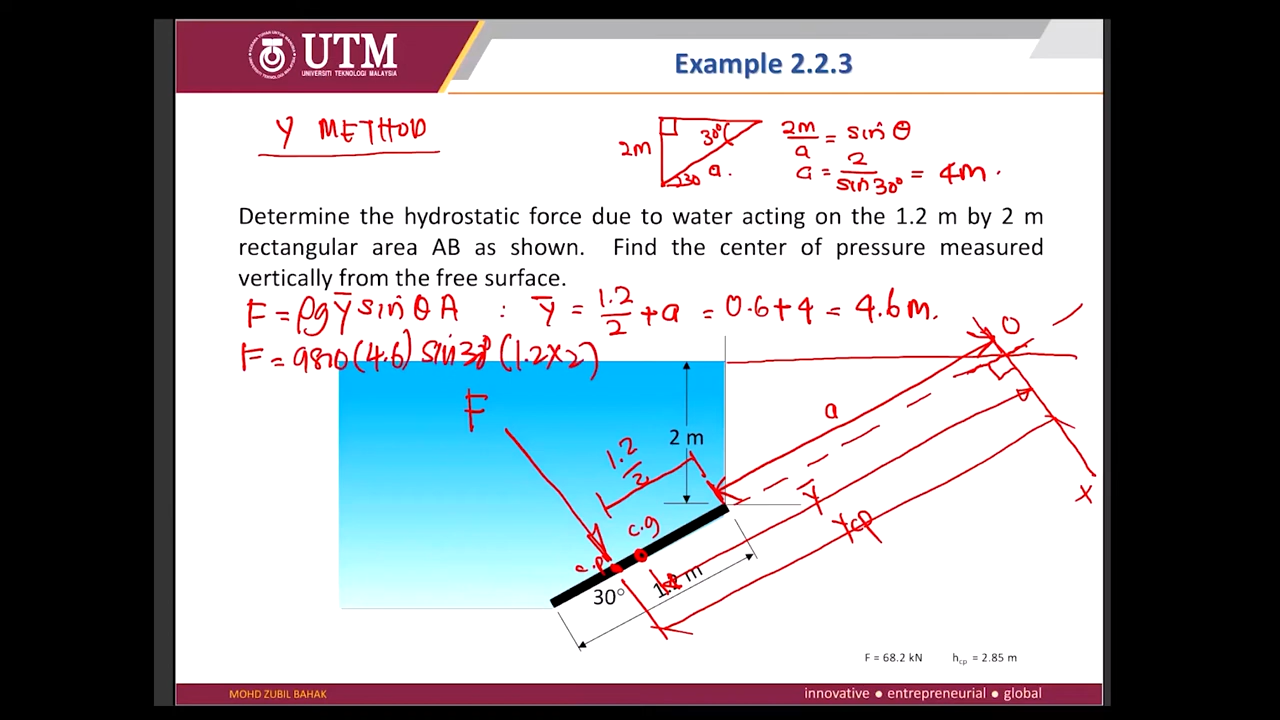 UTM
UNIVERSITI TEKNOLOGI MALAYSIA
Example 2.2.3
Y METHOD
2m
30°
30
a.
2m/a = sin θ
a = 2/sin 30° = 4m.
Determine the hydrostatic force due to water acting on the 1.2 m by 2 m
rectangular area AB as shown. Find the center of pressure measured
vertically from the free surface.
F = ρg ȳ sin θ A : ȳ = 1.2/2 + a = 0.6 + 4 = 4.6 m.
F = 9810 (4.6) sin 30° (1.2×2)
O
F
a
2 m
1.2/2
x
ȳ
Ycp
c.g
c.p
1.2 m
30°
F = 68.2 kN hcp = 2.85 m
MOHD ZUBIL BAHAK
innovative ● entrepreneurial ● global